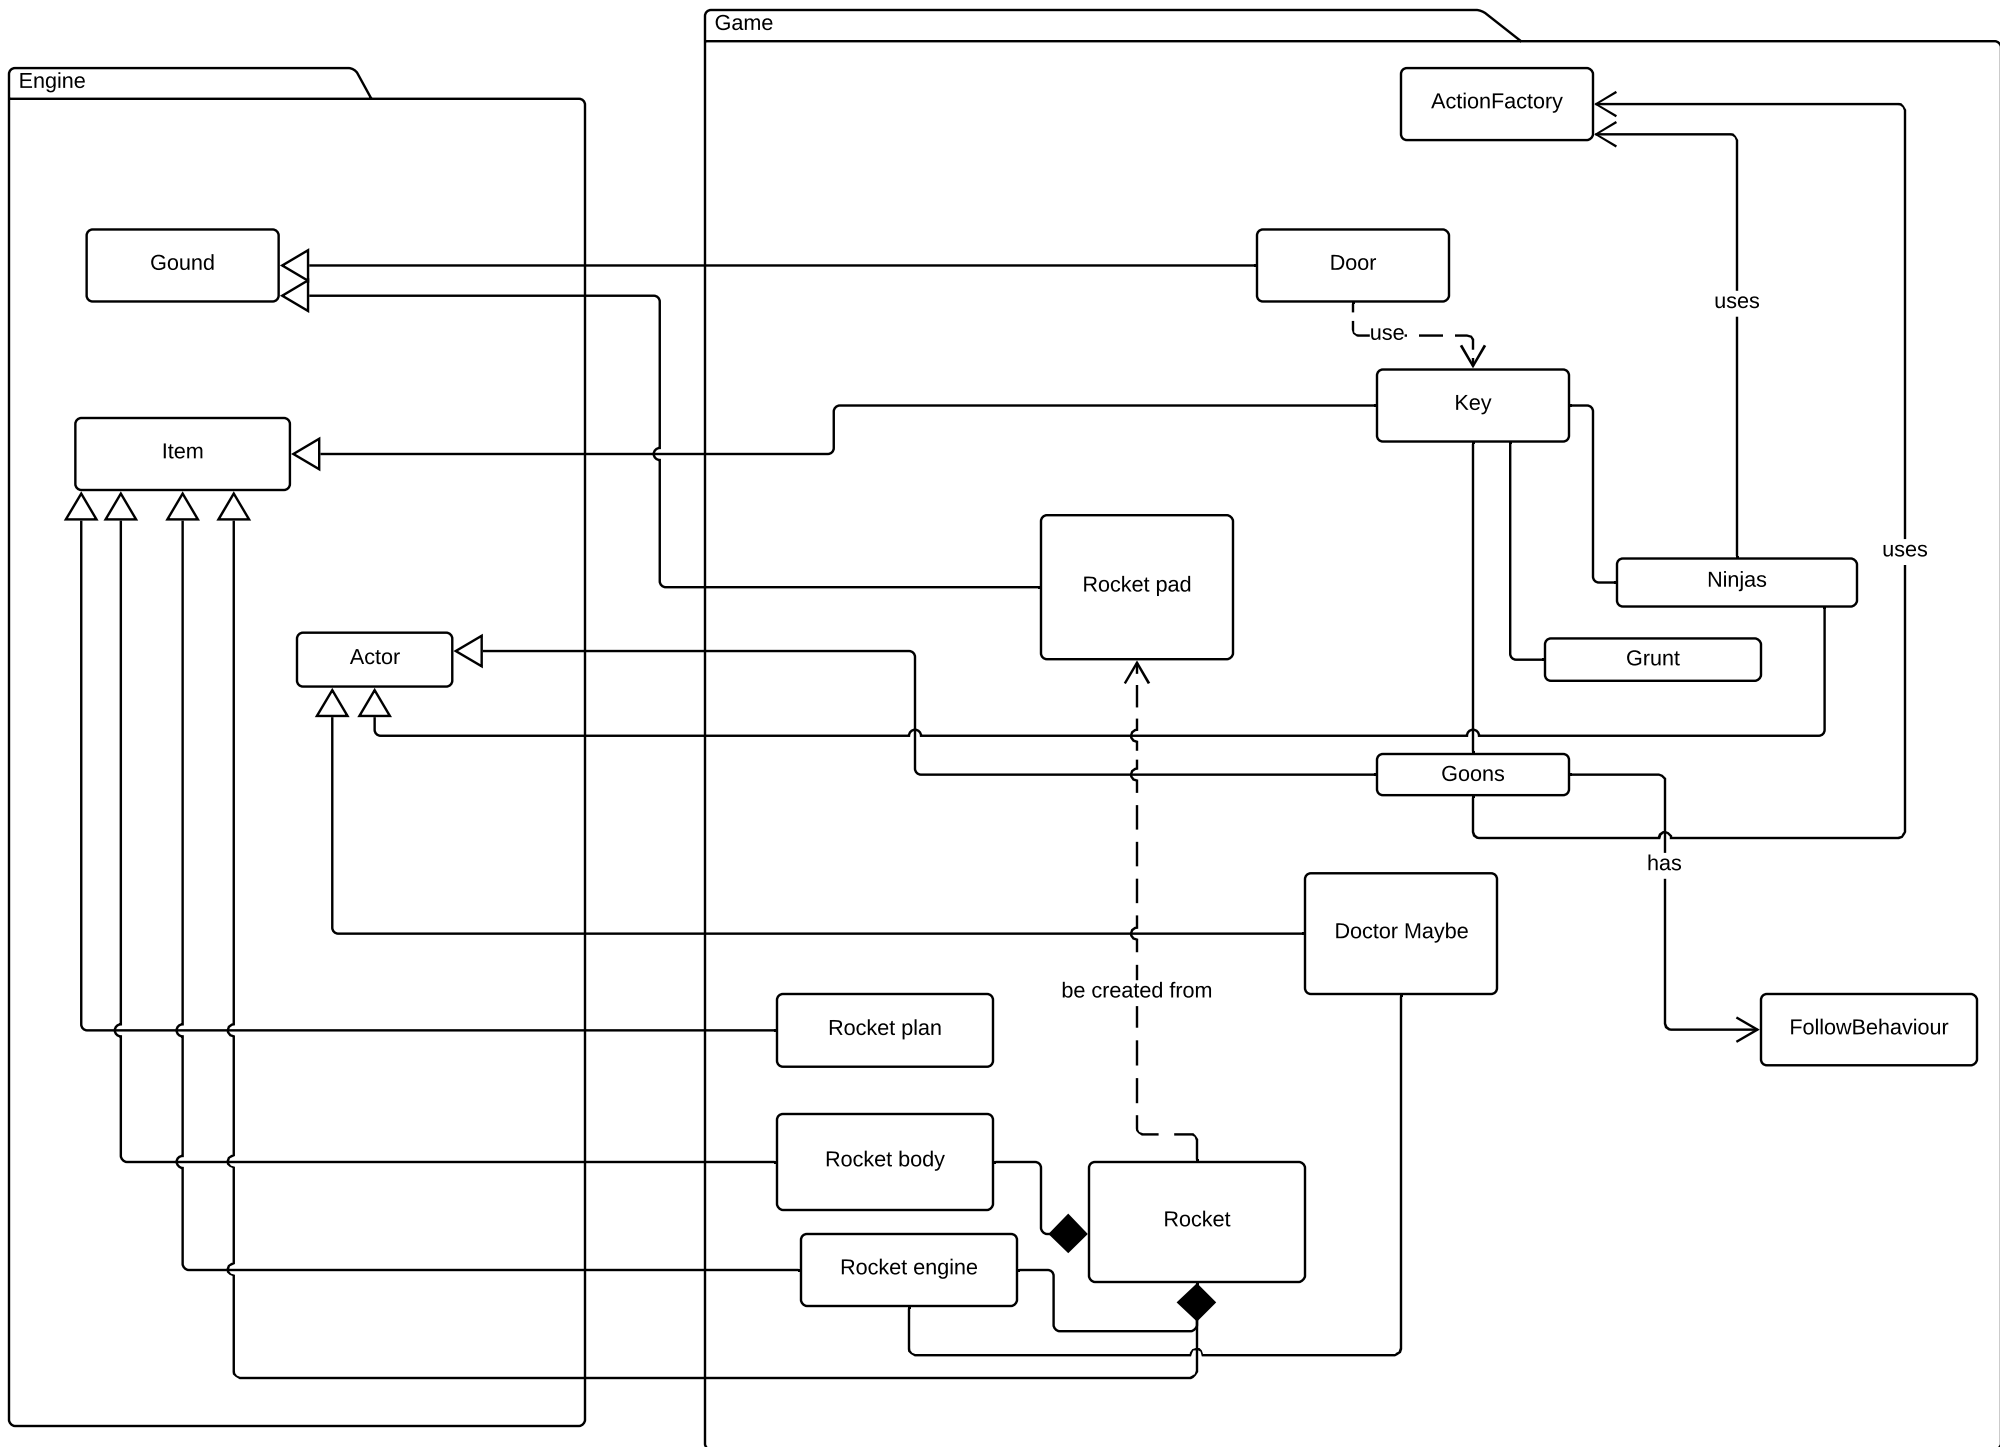 Game
Engine
ActionFactory
Gound
Door
uses
use
Key
Item
uses
Rocket pad
Ninjas
Actor
Grunt
Goons
has
Doctor Maybe
be created from
Rocket plan
FollowBehaviour
Rocket body
Rocket
Rocket engine